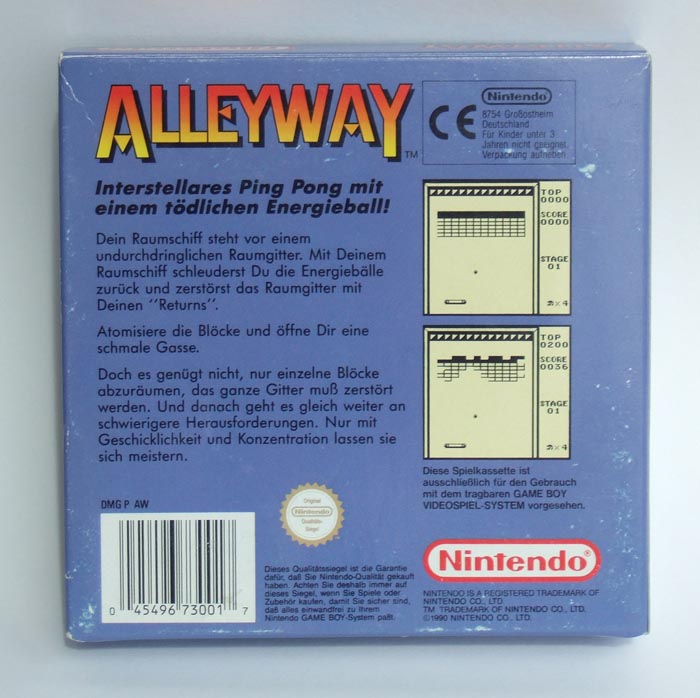 ALLEYWAY™
Nintendo
CE
8754 Großostheim
Deutschland
Für Kinder unter 3
Jahren nicht geeignet
Verpackung aufheben
Interstellares Ping Pong mit
einem tödlichen Energieball!
Dein Raumschiff steht vor einem
undurchdringlichen Raumgitter. Mit Deinem
Raumschiff schleuderst Du die Energiebälle
zurück und zerstörst das Raumgitter mit
Deinen "Returns".
Atomisiere die Blöcke und öffne Dir eine
schmale Gasse.
Doch es genügt nicht, nur einzelne Blöcke
abzuräumen, das ganze Gitter muß zerstört
werden. Und danach geht es gleich weiter an
schwierigere Herausforderungen. Nur mit
Geschicklichkeit und Konzentration lassen sie
sich meistern.
TOP
0000
SCORE
0000
STAGE
01
× 4
TOP
0200
SCORE
0036
STAGE
01
× 4
Diese Spielkassette ist
ausschließlich für den Gebrauch
mit dem tragbaren GAME BOY
VIDEOSPIEL-SYSTEM vorgesehen.
DMG P AW
0 45496 73001 7
Original
Nintendo
Qualitäts-
Siegel
Dieses Qualitätssiegel ist die Garantie
dafür, daß Sie Nintendo-Qualität gekauft
haben. Achten Sie deshalb immer auf
dieses Siegel, wenn Sie Spiele oder
Zubehör kaufen, damit Sie sicher sind,
daß alles einwandfrei zu Ihrem
Nintendo GAME BOY-System paßt.
Nintendo®
NINTENDO IS A REGISTERED TRADEMARK OF
NINTENDO CO., LTD.
TM TRADEMARK OF NINTENDO CO., LTD.
©1990 NINTENDO CO., LTD.